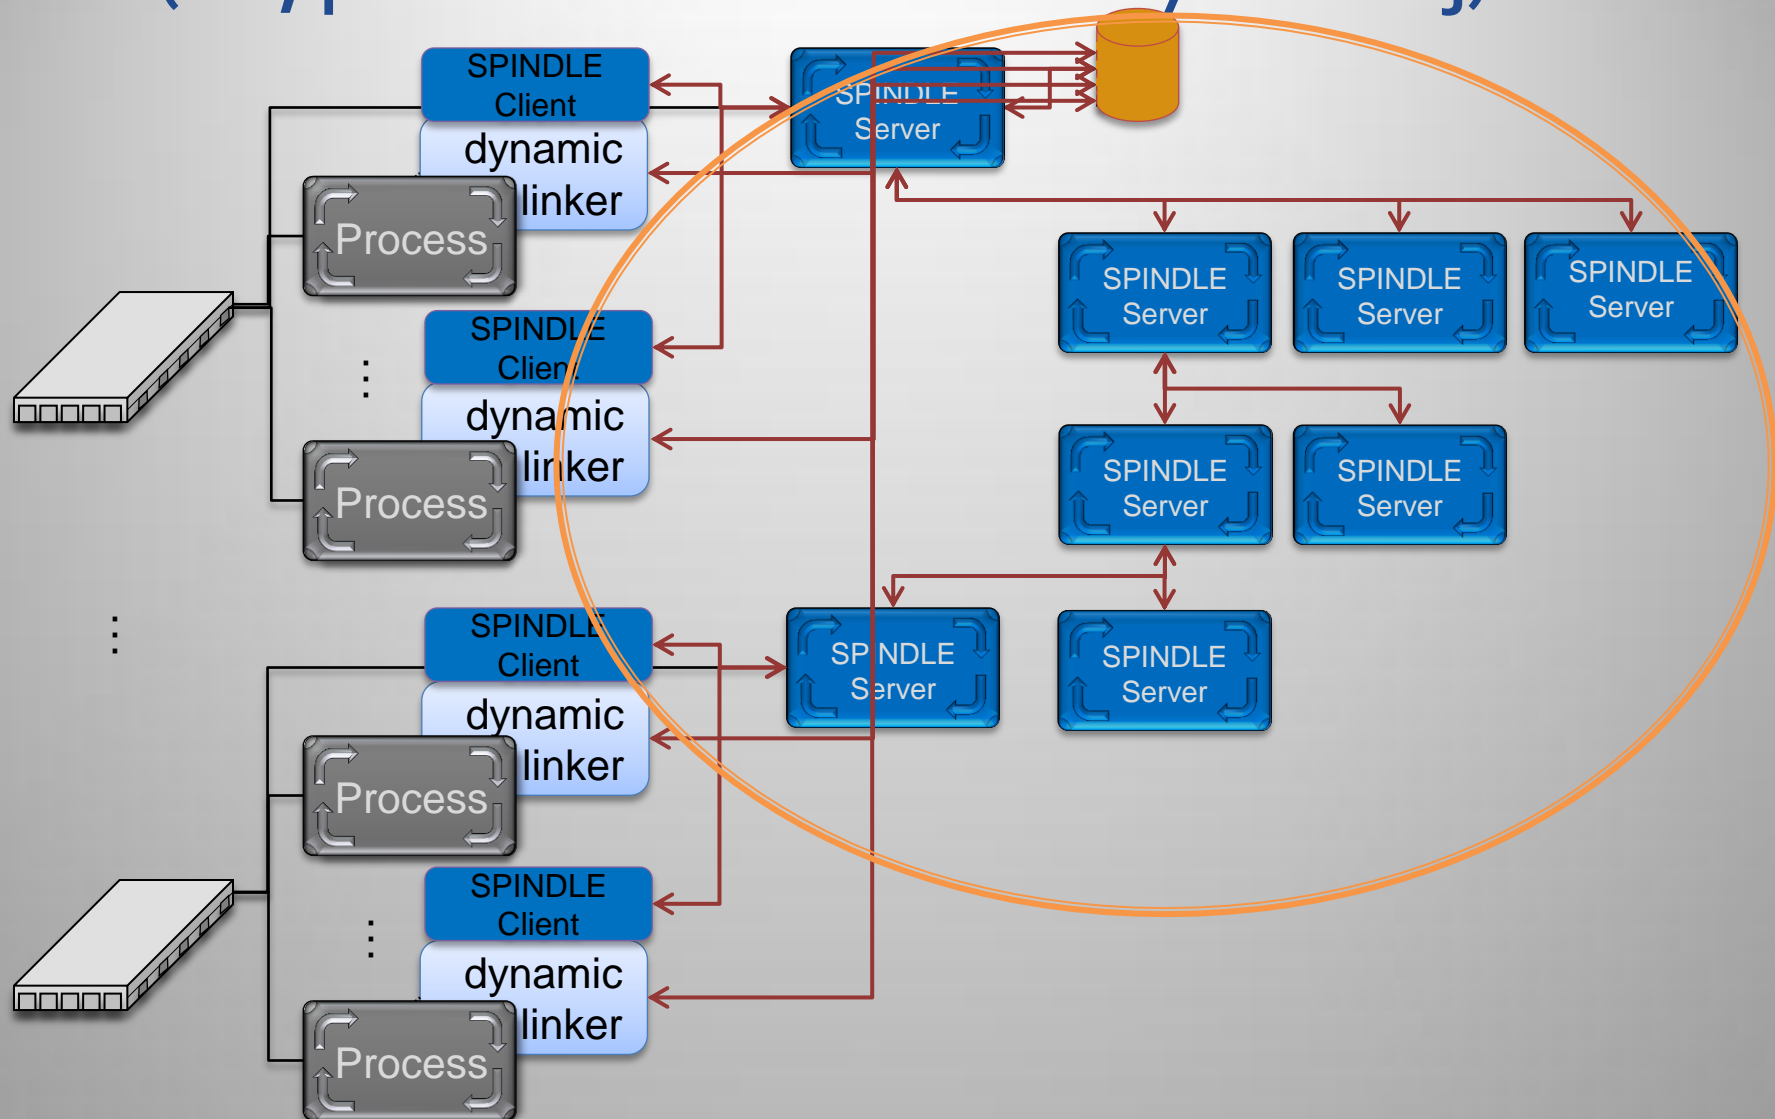 SPINDLE
Client
dynamic
linker
Process
SPINDLE
Server
SPINDLE
Server
SPINDLE
Server
SPINDLE
Server
SPINDLE
Client
dynamic
linker
Process
SPINDLE
Server
SPINDLE
Server
SPINDLE
Client
dynamic
linker
Process
SPINDLE
Server
SPINDLE
Server
SPINDLE
Client
dynamic
linker
Process